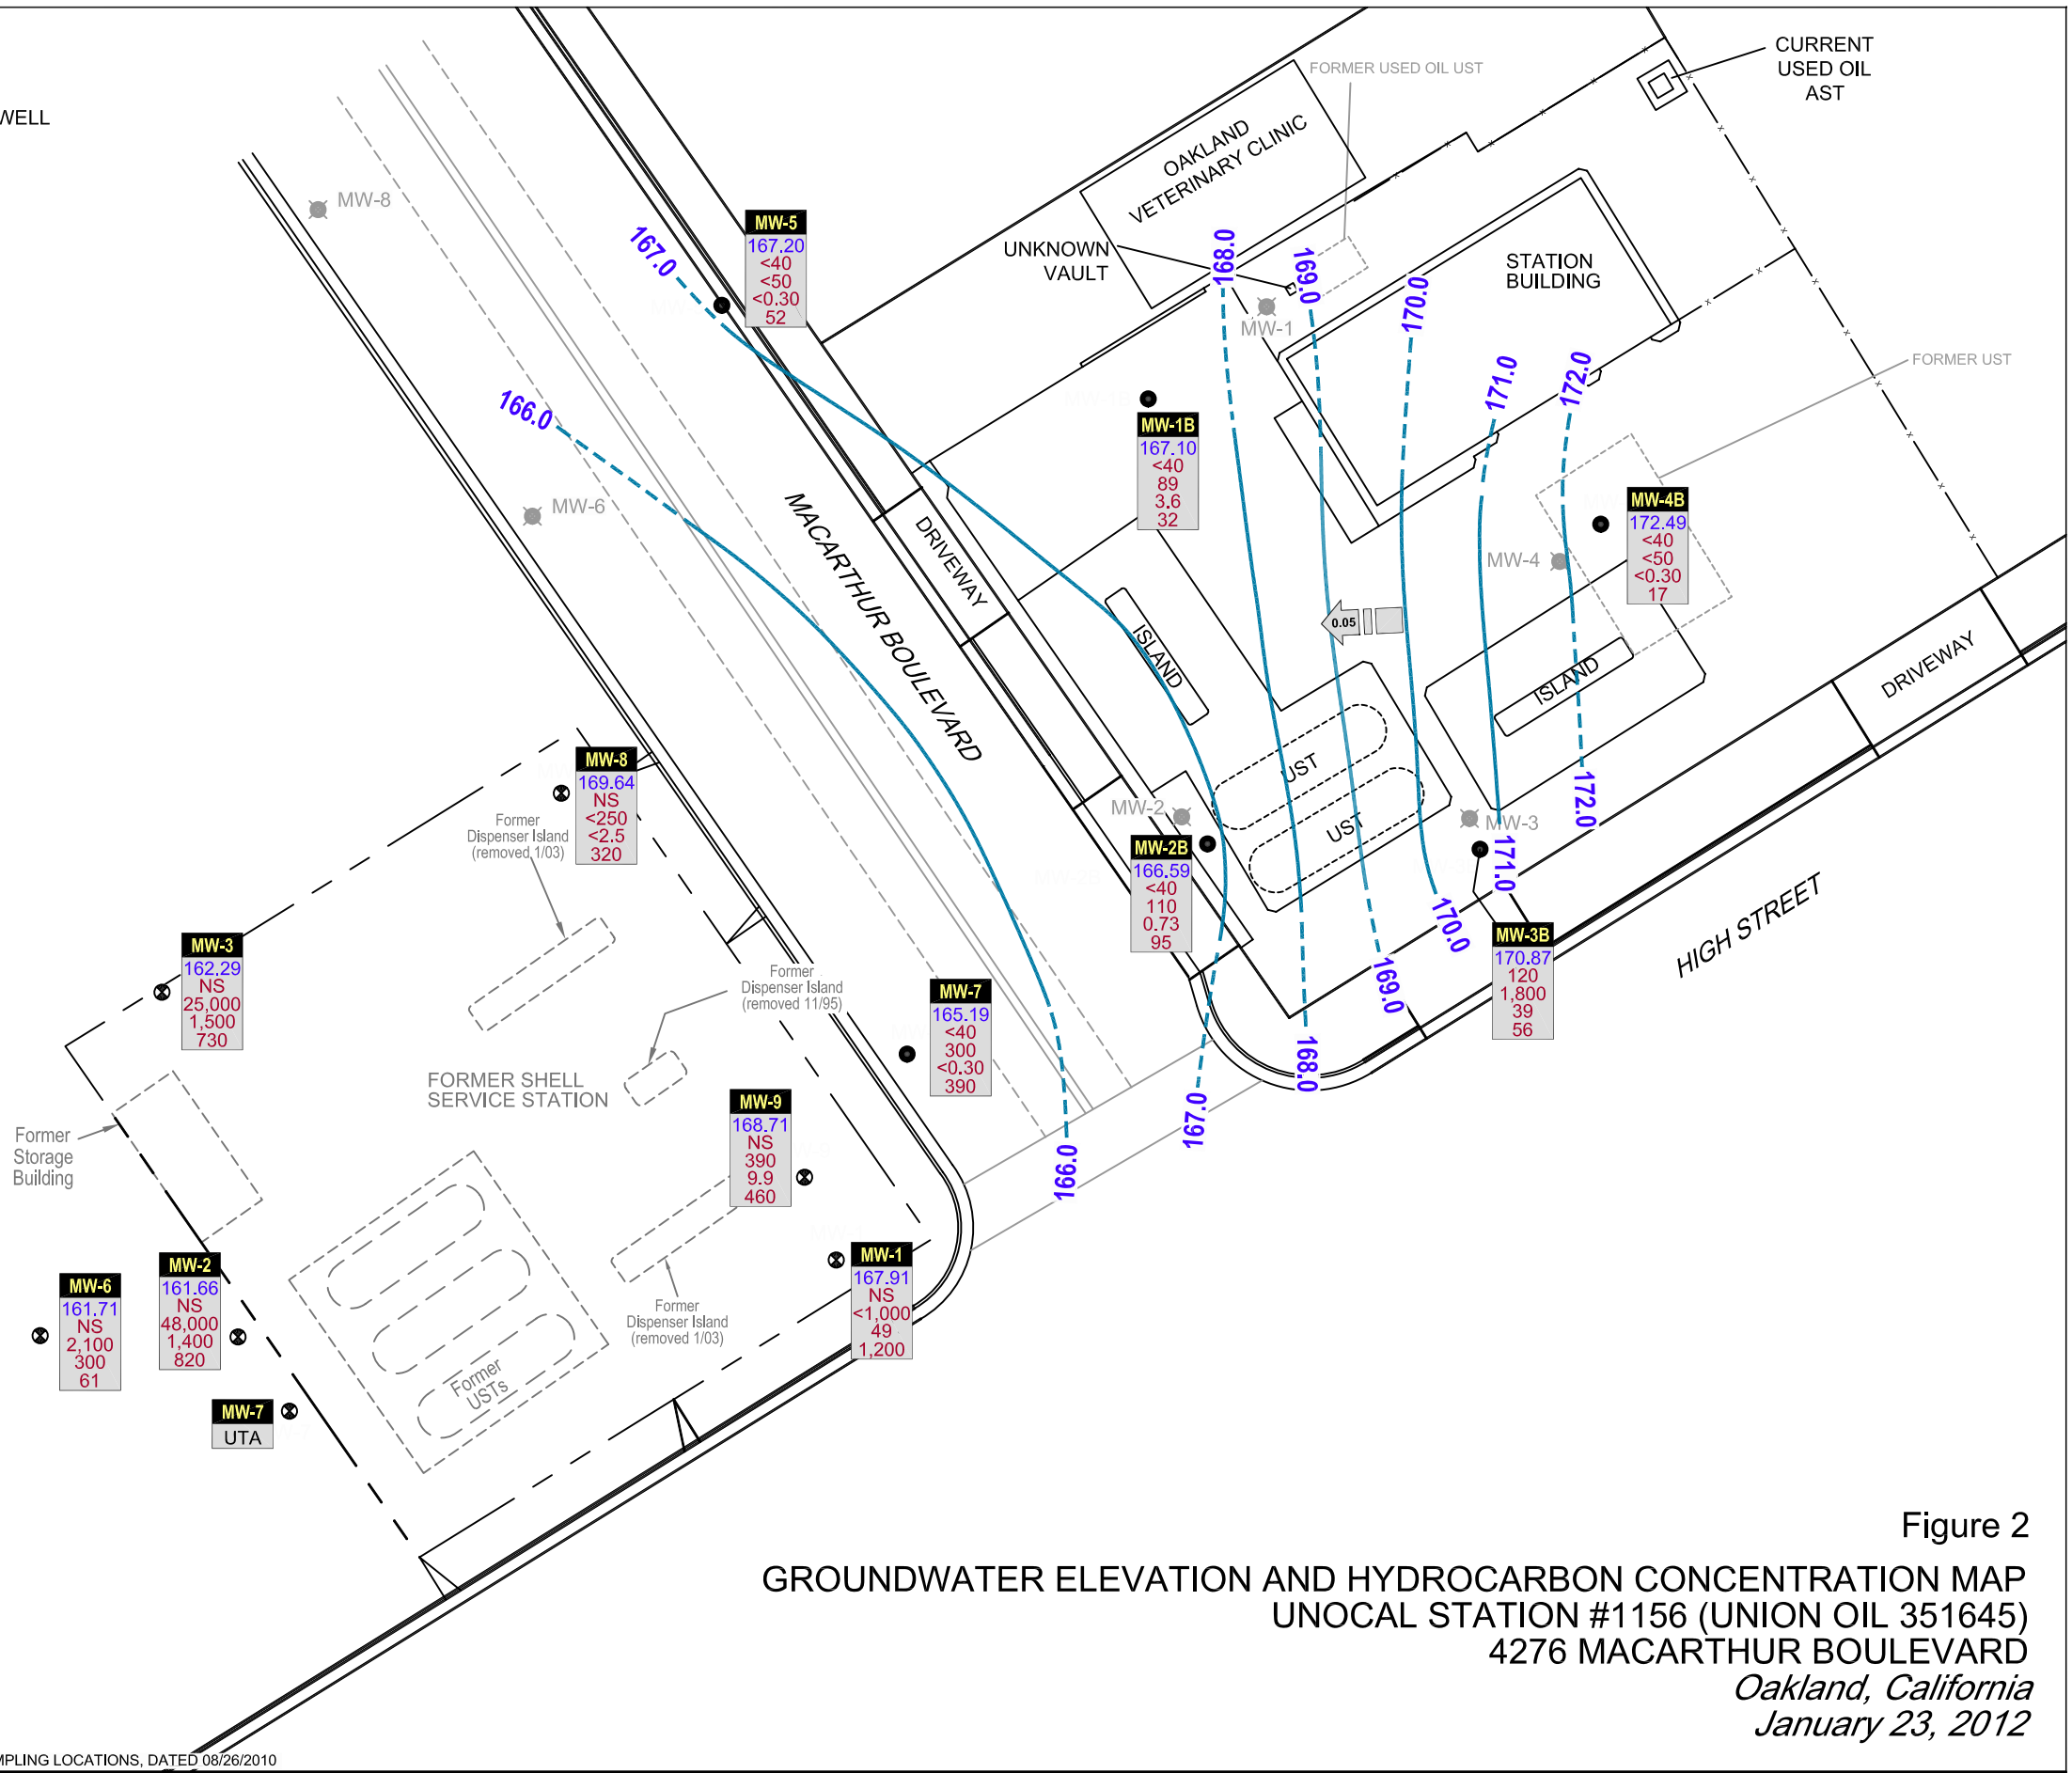 CURRENT
USED OIL
AST
FORMER USED OIL UST
WELL
OAKLAND
VETERINARY CLINIC
MW-8
MW-5
167.20
<40
<50
<0.30
52
167.0
UNKNOWN
VAULT
168.0
169.0
170.0
STATION
BUILDING
MW-1
FORMER UST
171.0
172.0
166.0
MW-1B
167.10
<40
89
3.6
32
MW-6
MW-4B
172.49
<40
<50
<0.30
17
MW-4
MACARTHUR BOULEVARD
DRIVEWAY
ISLAND
0.05
ISLAND
DRIVEWAY
MW-8
169.64
NS
<250
<2.5
320
Former
Dispenser Island
(removed 1/03)
UST
UST
MW-2
MW-3
172.0
MW-2B
166.59
<40
110
0.73
95
171.0
170.0
169.0
168.0
167.0
166.0
MW-3B
170.87
120
1,800
39
56
HIGH STREET
MW-3
162.29
NS
25,000
1,500
730
Former
Dispenser Island
(removed 11/95)
MW-7
165.19
<40
300
<0.30
390
FORMER SHELL
SERVICE STATION
MW-9
168.71
NS
390
9.9
460
Former
Storage
Building
MW-1
167.91
NS
<1,000
49
1,200
MW-2
161.66
NS
48,000
1,400
820
MW-6
161.71
NS
2,100
300
61
Former
Dispenser Island
(removed 1/03)
Former
USTs
MW-7
UTA
Figure 2
GROUNDWATER ELEVATION AND HYDROCARBON CONCENTRATION MAP
UNOCAL STATION #1156 (UNION OIL 351645)
4276 MACARTHUR BOULEVARD
Oakland, California
January 23, 2012
MPLING LOCATIONS, DATED 08/26/2010